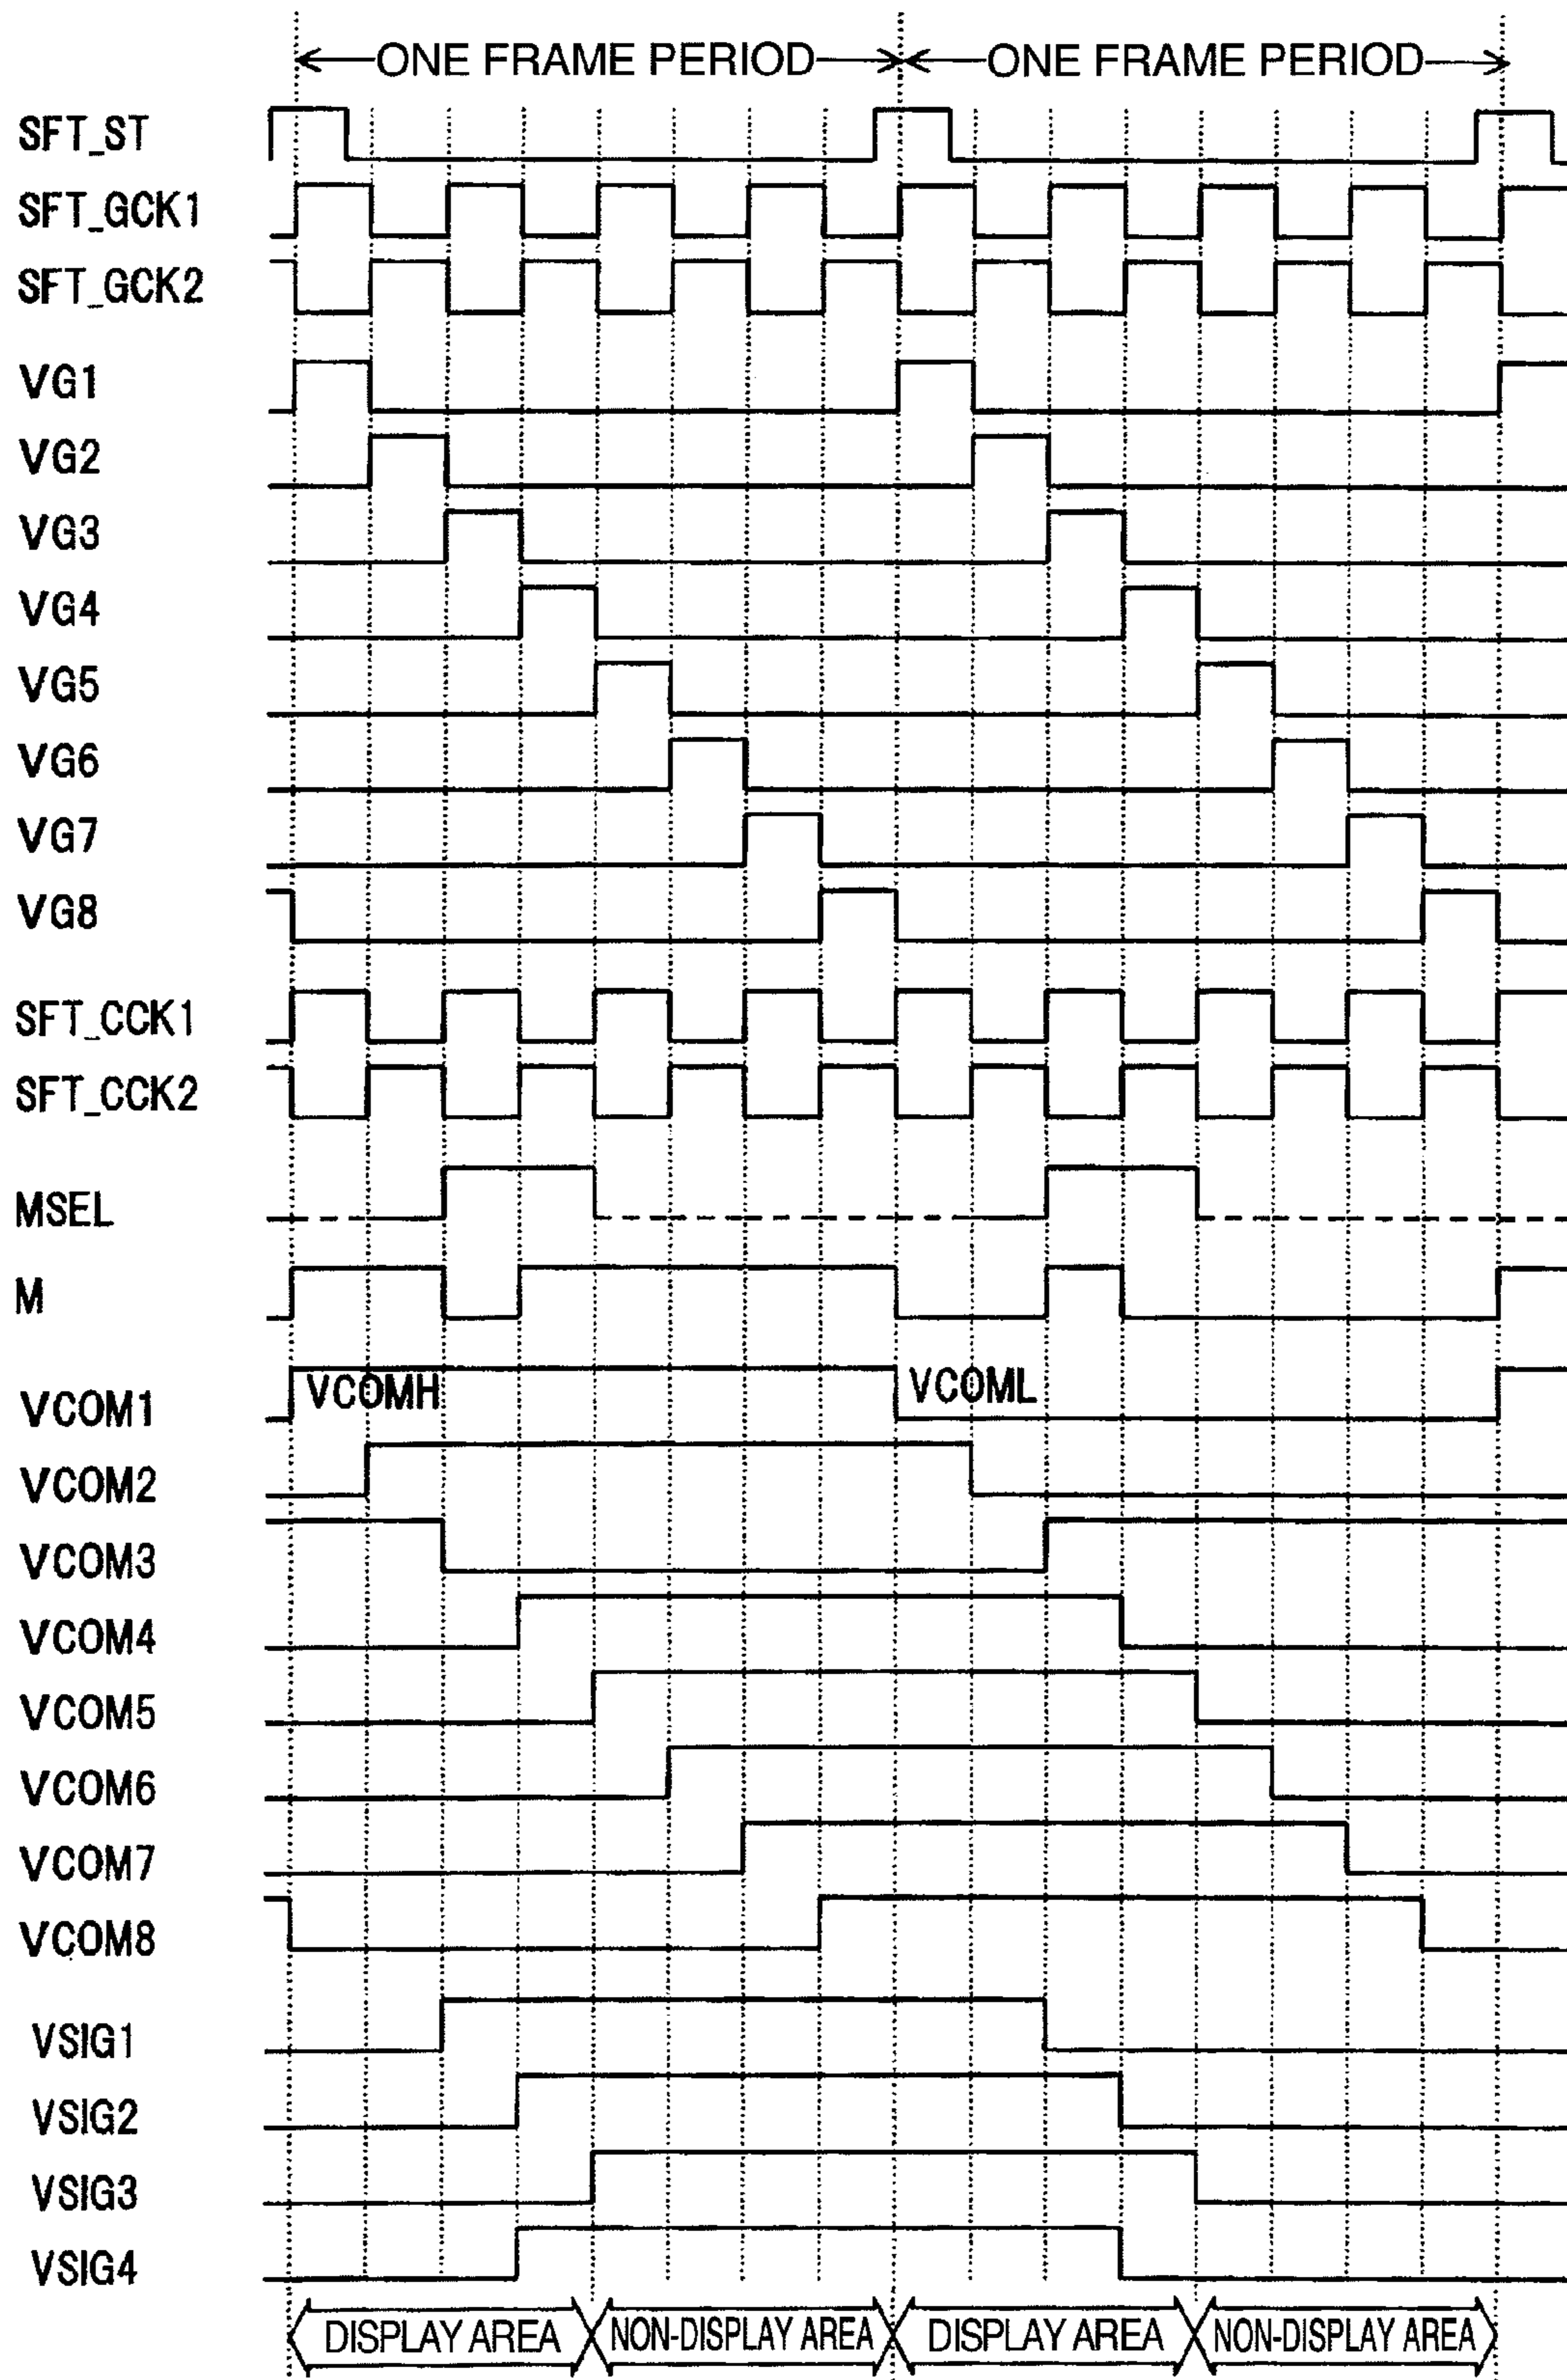 ONE FRAME PERIOD ONE FRAME PERIOD
SFT_ST
SFT_GCK1
SFT_GCK2
VG1
VG2
VG3
VG4
VG5
VG6
VG7
VG8
SFT_CCK1
SFT_CCK2
MSEL
M
VCOM1 VCOMH VCOML
VCOM2
VCOM3
VCOM4
VCOM5
VCOM6
VCOM7
VCOM8
VSIG1
VSIG2
VSIG3
VSIG4
DISPLAY AREA NON-DISPLAY AREA DISPLAY AREA NON-DISPLAY AREA